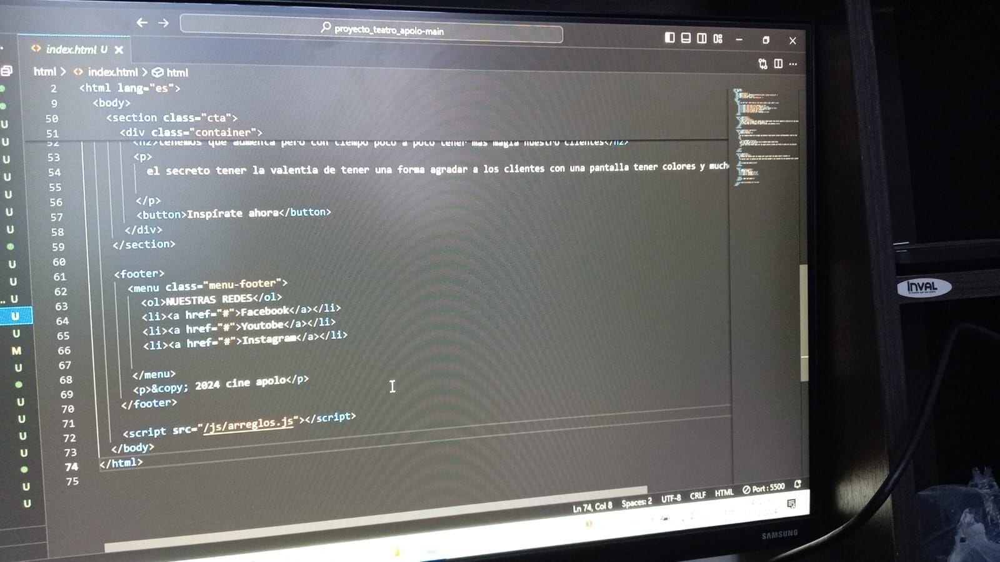 proyecto_teatro_apolo-main
index.html U
html > index.html > html
2 <html lang="es">
9 <body>
50 <section class="cta">
51 <div class="container">
52 <h2>tenemos que aumenta pero con tiempo poco a poco tener mas magia nuestro clientes</h2>
53 <p>
54 el secreto tener la valentia de tener una forma agradar a los clientes con una pantalla tener colores y much
55
56 </p>
57 <button>Inspírate ahora</button>
58 </div>
59 </section>
60
61 <footer>
62 <menu class="menu-footer">
63 <ol>NUESTRAS REDES</ol>
64 <li><a href="#">Facebook</a></li>
65 <li><a href="#">Youtobe</a></li>
66 <li><a href="#">Instagram</a></li>
67
68 </menu>
69 <p>&copy; 2024 cine apolo</p>
70 </footer>
71
72 <script src="/js/arreglos.js"></script>
73 </body>
74 </html>
75
U
U
U
U
U
U
U
U
U
U
U
U
M
U
U
U
U
U
U
U
Ln 74, Col 8 Spaces: 2 UTF-8 CRLF HTML Port : 5500
SAMSUNG
INVAL